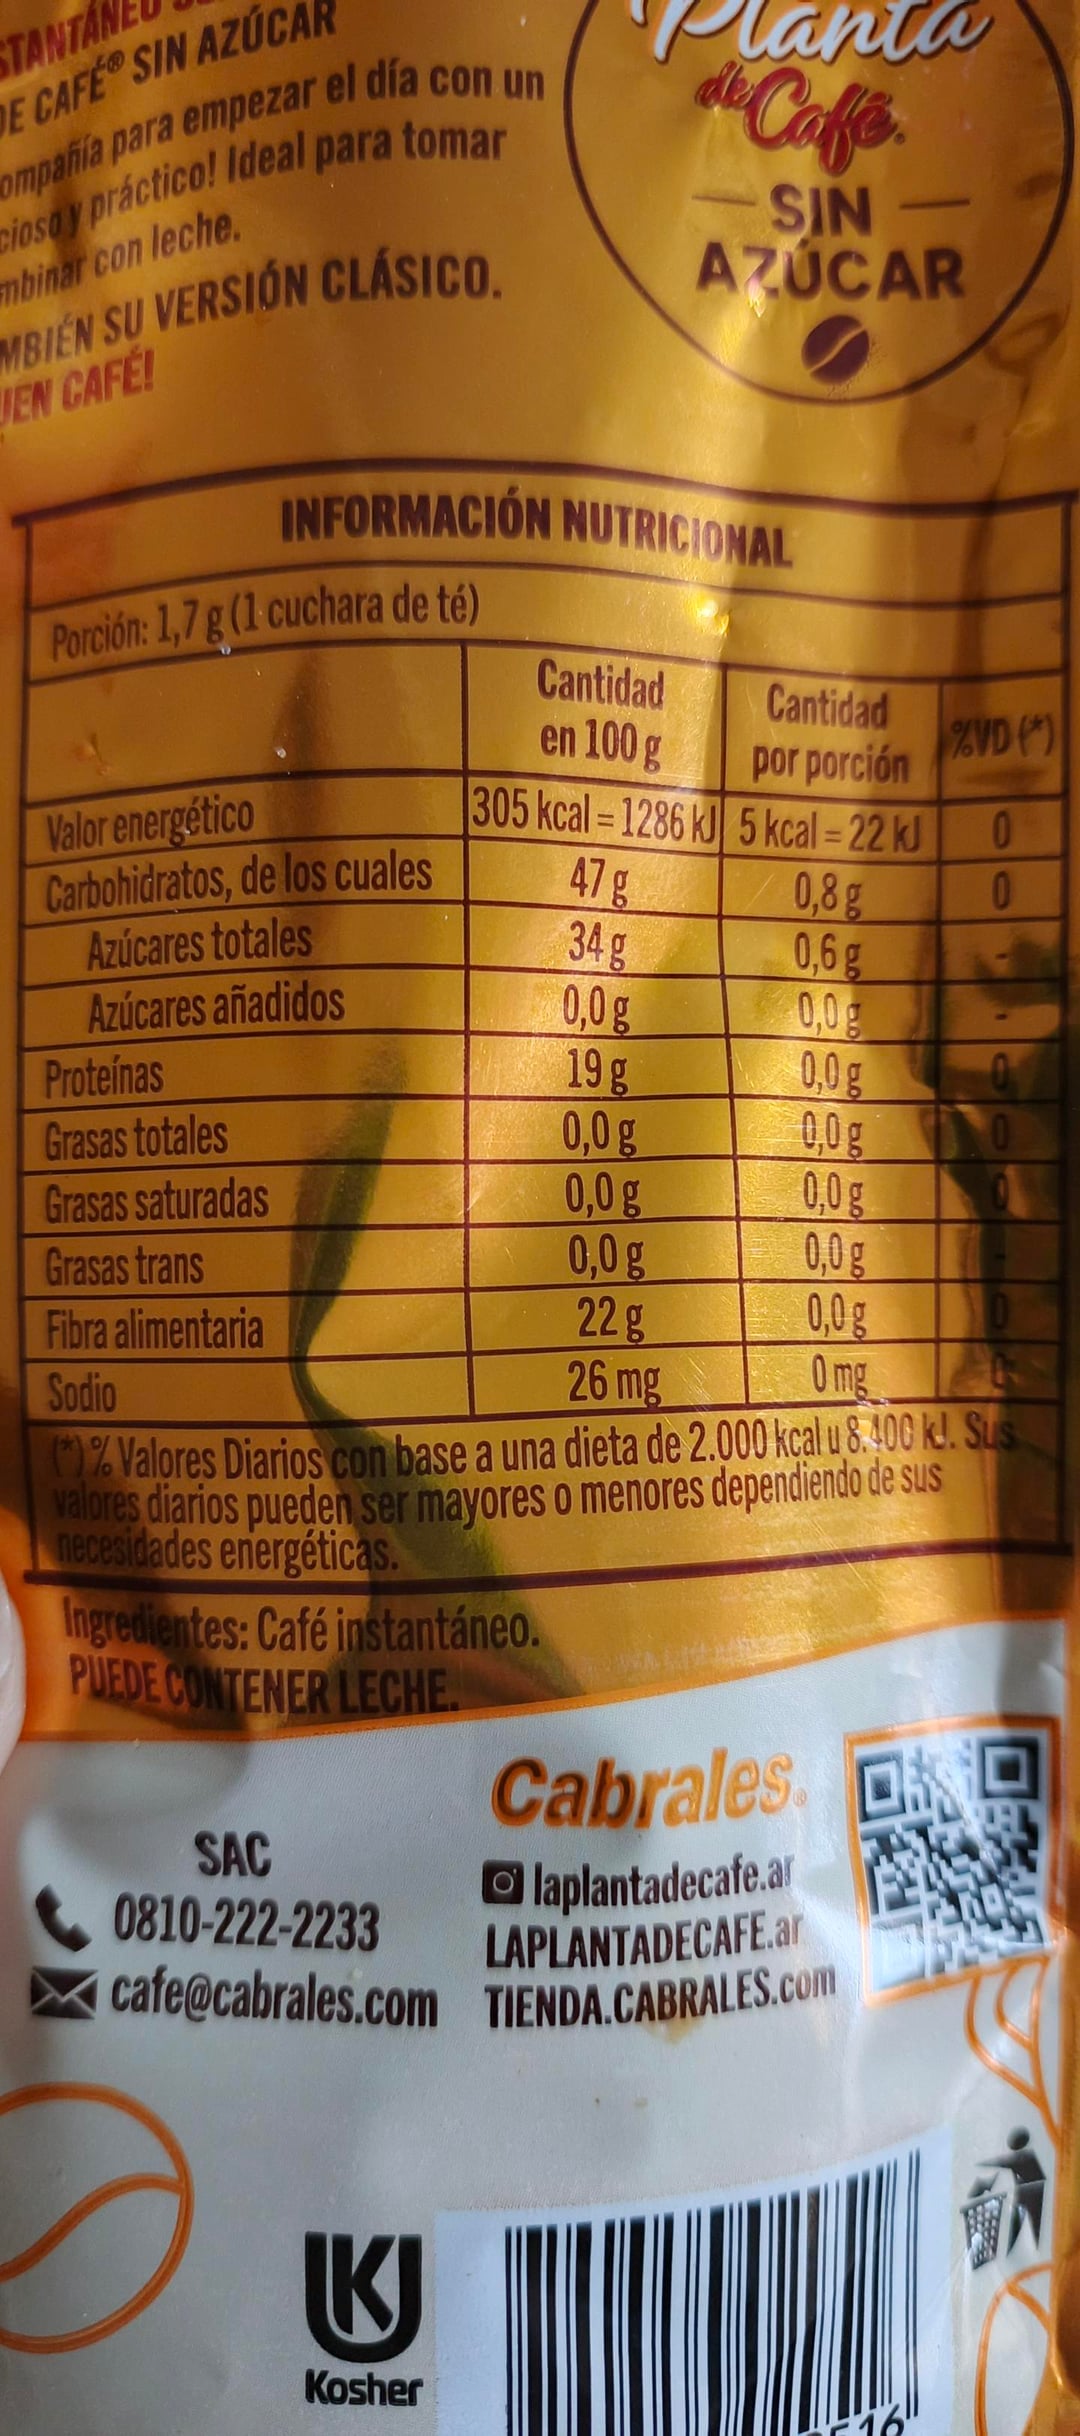 STANTÁNEO
DE CAFÉ® SIN AZÚCAR
ompañía para empezar el día con un
cioso y práctico! Ideal para tomar
mbinar con leche.
MBIÉN SU VERSIÓN CLÁSICO.
UEN CAFÉ!
Planta
de Café.
SIN
AZÚCAR
INFORMACIÓN NUTRICIONAL
Porción: 1,7 g (1 cuchara de té)
Cantidad en 100 g Cantidad por porción %VD (*)
Valor energético 305 kcal = 1286 kJ 5 kcal = 22 kJ 0
Carbohidratos, de los cuales 47 g 0,8 g 0
Azúcares totales 34 g 0,6 g -
Azúcares añadidos 0,0 g 0,0 g -
Proteínas 19 g 0,0 g 0
Grasas totales 0,0 g 0,0 g 0
Grasas saturadas 0,0 g 0,0 g 0
Grasas trans 0,0 g 0,0 g -
Fibra alimentaria 22 g 0,0 g 0
Sodio 26 mg 0 mg 0
(*) % Valores Diarios con base a una dieta de 2.000 kcal u 8.400 kJ. Sus
valores diarios pueden ser mayores o menores dependiendo de sus
necesidades energéticas.
Ingredientes: Café instantáneo.
PUEDE CONTENER LECHE.
Cabrales®
SAC
0810-222-2233
cafe@cabrales.com
laplantadecafe.ar
LAPLANTADECAFE.ar
TIENDA.CABRALES.com
UK
Kosher